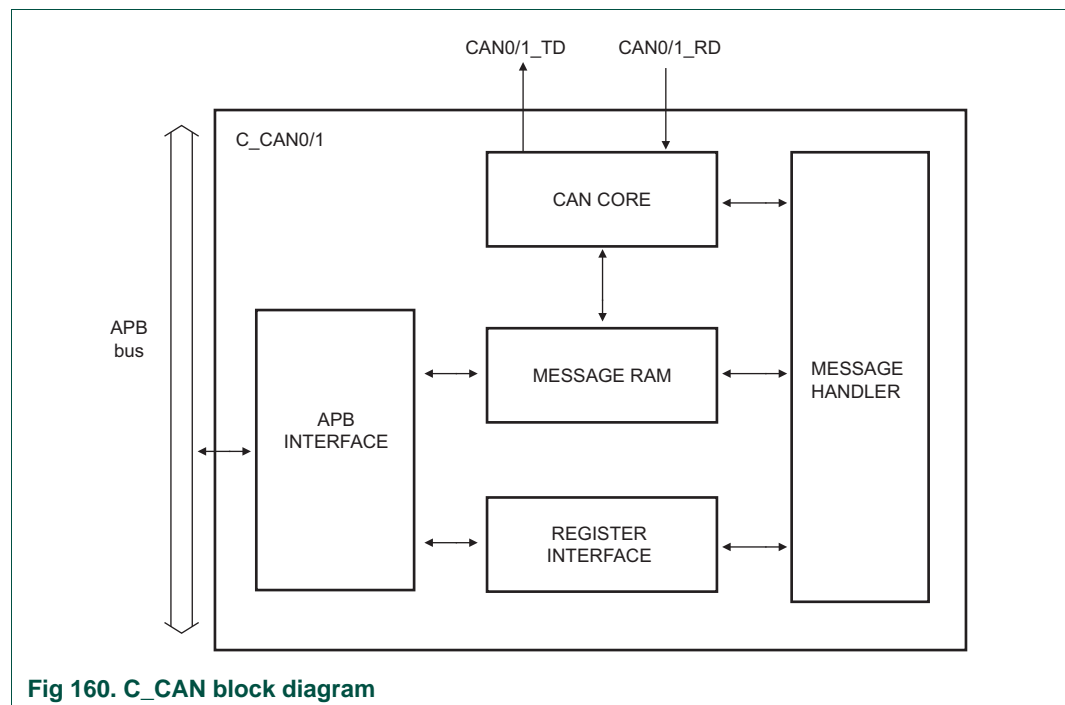 CAN0/1_TD
CAN0/1_RD
C_CAN0/1
CAN CORE
APB
bus
APB
INTERFACE
MESSAGE RAM
MESSAGE
HANDLER
REGISTER
INTERFACE
Fig 160. C_CAN block diagram